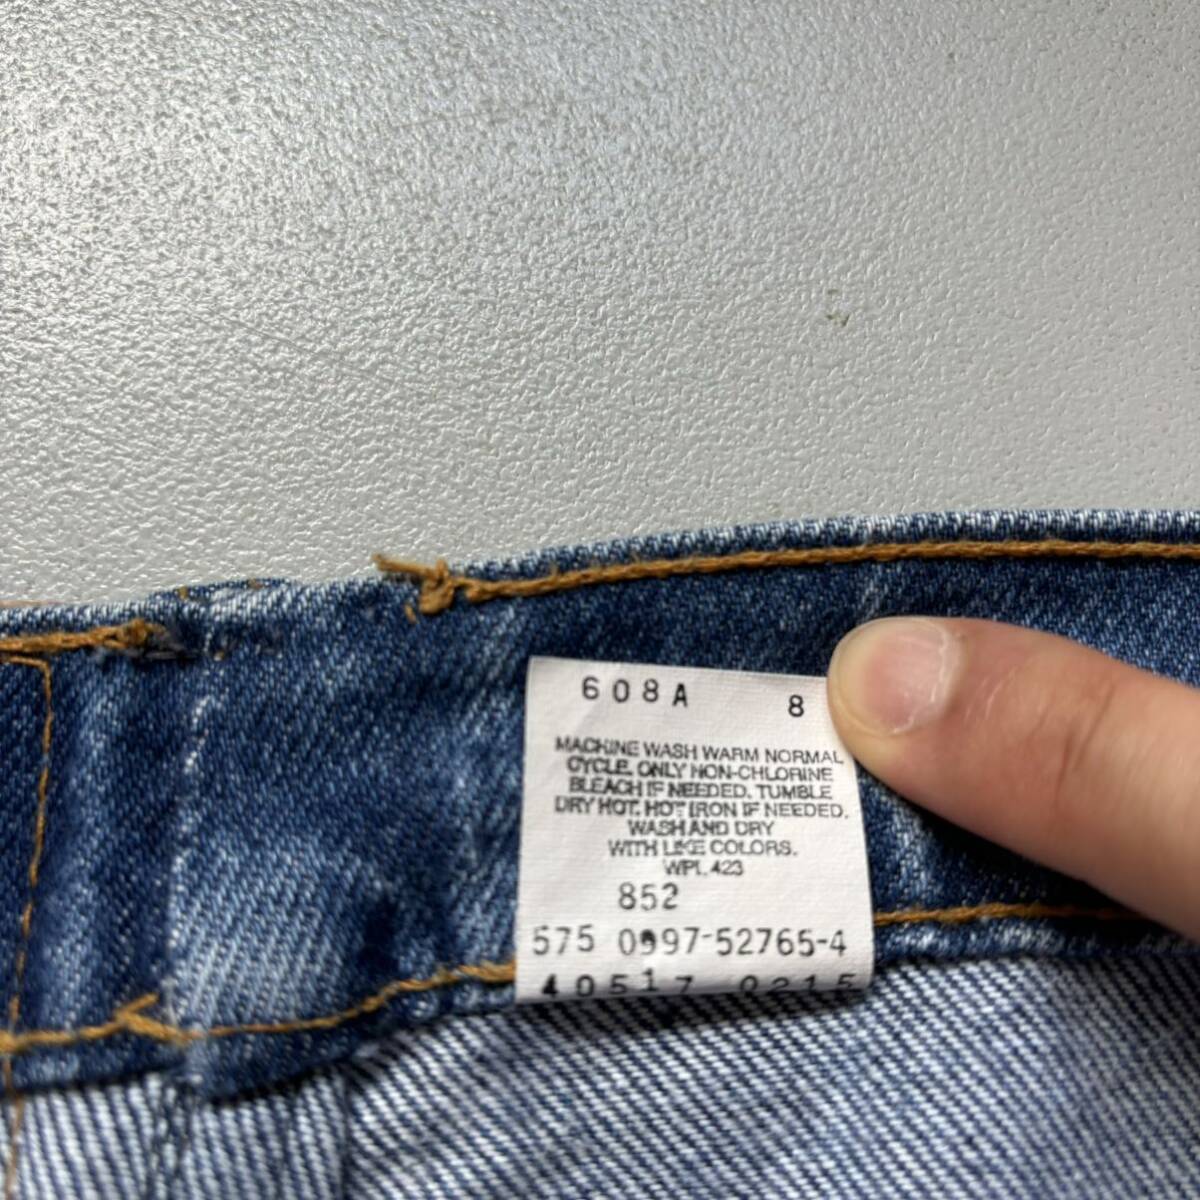 608A 8
MACHINE WASH WARM NORMAL
CYCLE. ONLY NON-CHLORINE
BLEACH IF NEEDED. TUMBLE
DRY HOT. HOT IRON IF NEEDED.
WASH AND DRY
WITH LIKE COLORS.
WPL 423
852
575 0997-52765-4
40517 0215